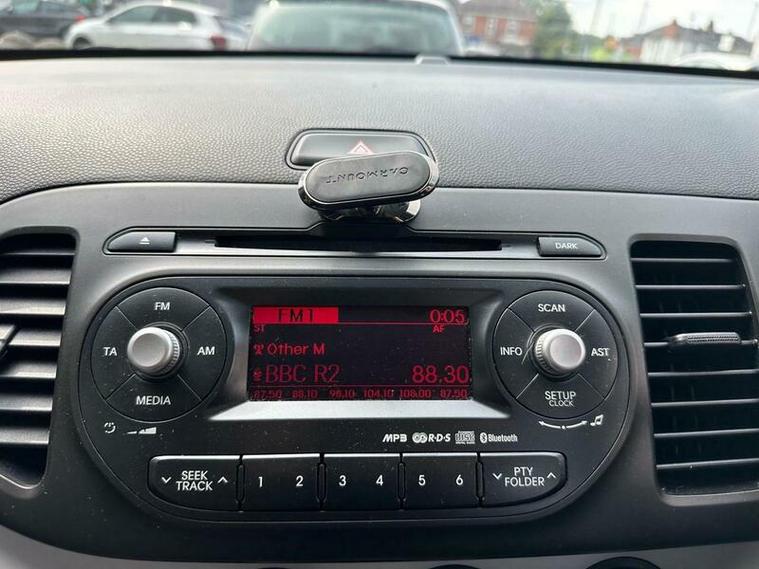 CARMOUNT
DARK
FM
TA
AM
MEDIA
FM1
0:05
ST
AF
Other M
BBC R2
88.30
87.50 88.10 98.10 104.10 108.00 87.50
SCAN
INFO
AST
SETUP
CLOCK
MP3 R·D·S Bluetooth
SEEK
TRACK
1 2
3 4
5 6
PTY
FOLDER